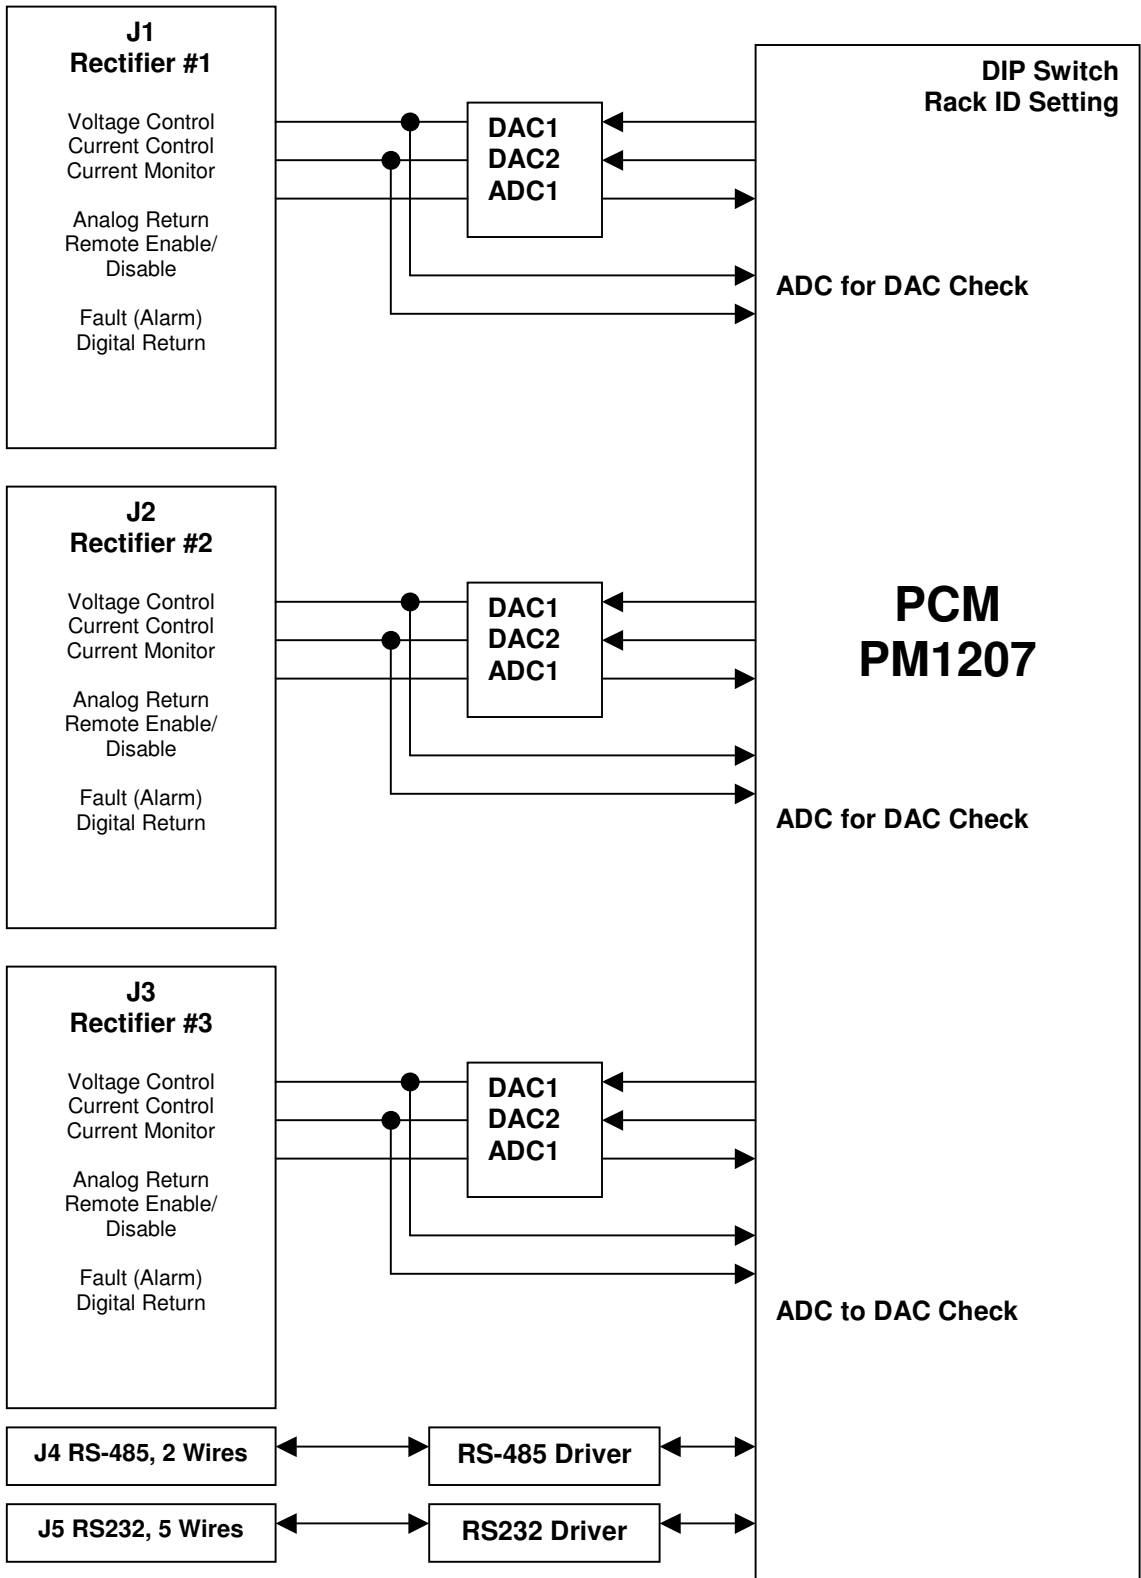 J1
Rectifier #1
Voltage Control
Current Control
Current Monitor
Analog Return
Remote Enable/
Disable
Fault (Alarm)
Digital Return
DAC1
DAC2
ADC1
DIP Switch
Rack ID Setting
ADC for DAC Check
J2
Rectifier #2
Voltage Control
Current Control
Current Monitor
Analog Return
Remote Enable/
Disable
Fault (Alarm)
Digital Return
DAC1
DAC2
ADC1
PCM
PM1207
ADC for DAC Check
J3
Rectifier #3
Voltage Control
Current Control
Current Monitor
Analog Return
Remote Enable/
Disable
Fault (Alarm)
Digital Return
DAC1
DAC2
ADC1
ADC to DAC Check
J4 RS-485, 2 Wires
RS-485 Driver
J5 RS232, 5 Wires
RS232 Driver